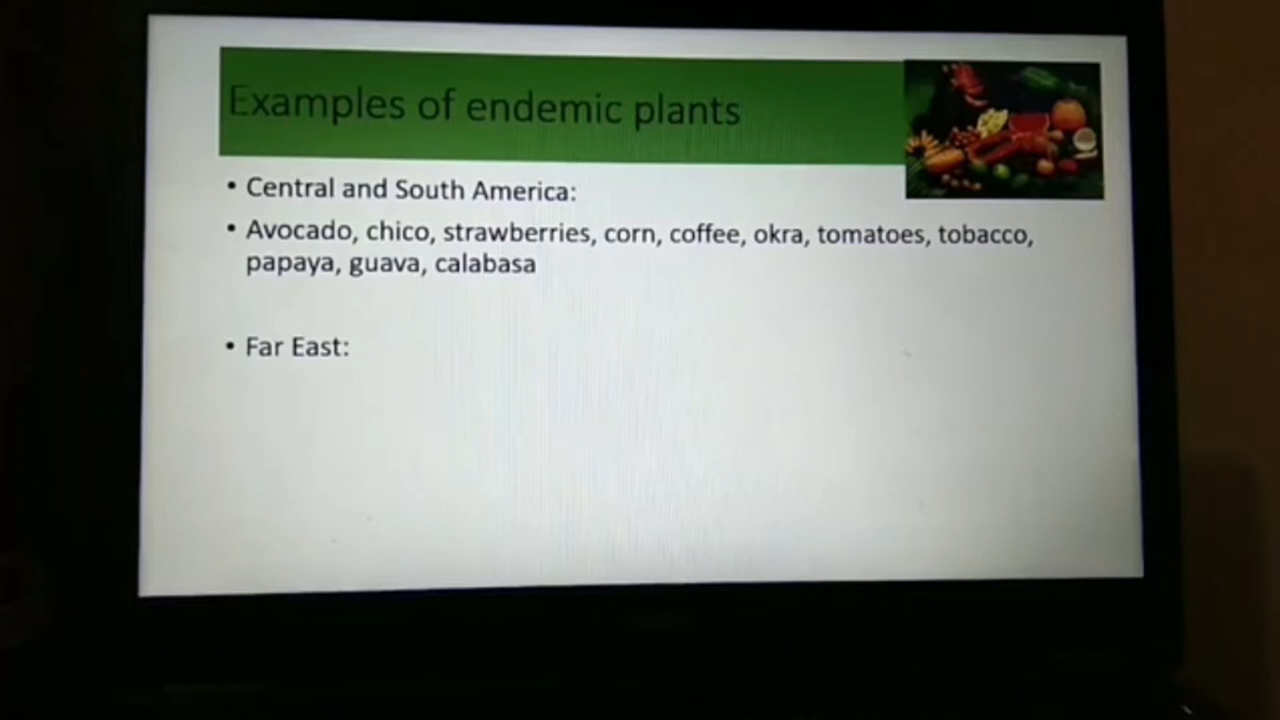 Examples of endemic plants
• Central and South America:
• Avocado, chico, strawberries, corn, coffee, okra, tomatoes, tobacco,
papaya, guava, calabasa
• Far East: